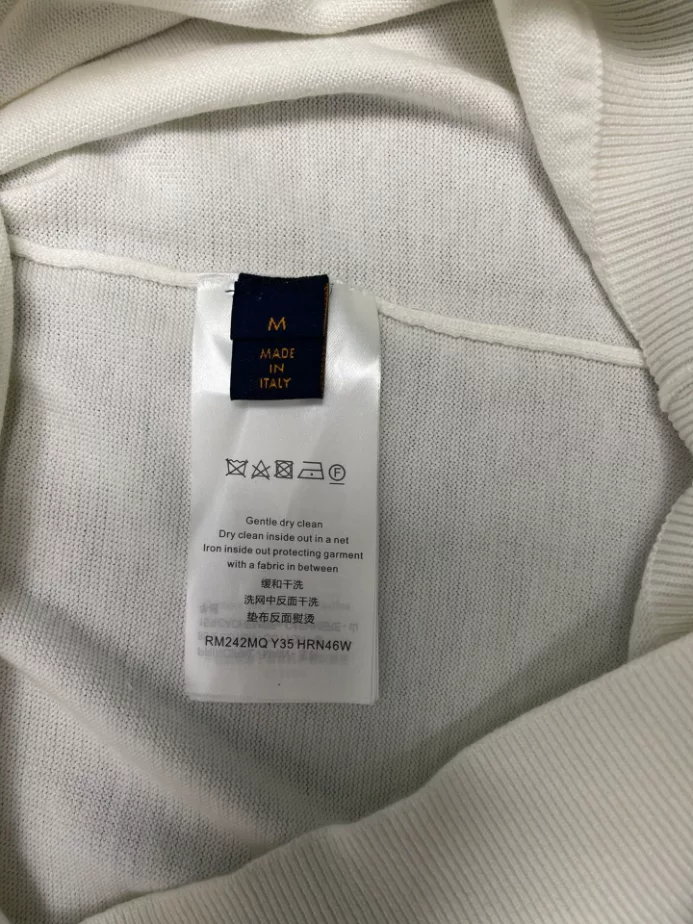 M
MADE
IN
ITALY
F
Gentle dry clean
Dry clean inside out in a net
Iron inside out protecting garment
with a fabric in between
缓和干洗
洗网中反面干洗
垫布反面熨烫
RM242MQ Y35 HRN46W